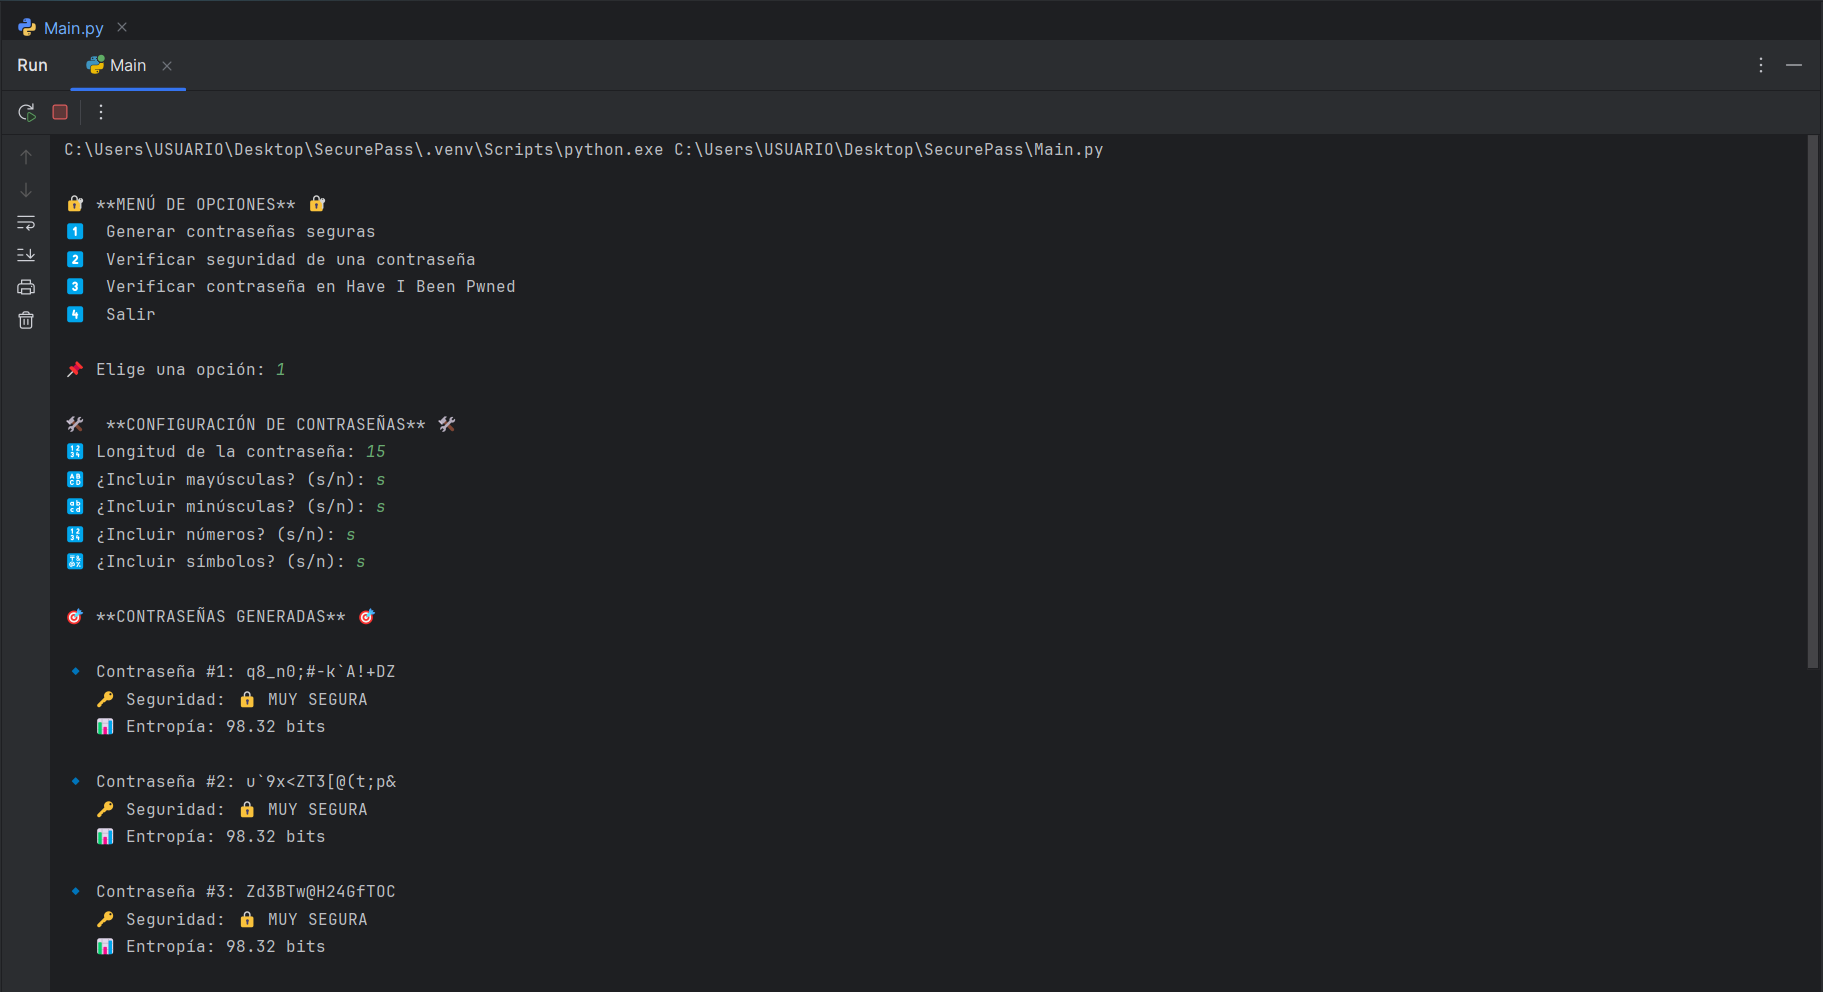 Main.py
Run Main
C:\Users\USUARIO\Desktop\SecurePass\.venv\Scripts\python.exe C:\Users\USUARIO\Desktop\SecurePass\Main.py
🔐 **MENÚ DE OPCIONES** 🔐
1️⃣ Generar contraseñas seguras
2️⃣ Verificar seguridad de una contraseña
3️⃣ Verificar contraseña en Have I Been Pwned
4️⃣ Salir
📌 Elige una opción: 1
🛠 **CONFIGURACIÓN DE CONTRASEÑAS** 🛠
🔢 Longitud de la contraseña: 15
🔠 ¿Incluir mayúsculas? (s/n): s
🔡 ¿Incluir minúsculas? (s/n): s
🔢 ¿Incluir números? (s/n): s
🔣 ¿Incluir símbolos? (s/n): s
🎯 **CONTRASEÑAS GENERADAS** 🎯
🔹 Contraseña #1: q8_n0;#-k`A!+DZ
🔑 Seguridad: 🔒 MUY SEGURA
📊 Entropía: 98.32 bits
🔹 Contraseña #2: u`9x<ZT3[@(t;p&
🔑 Seguridad: 🔒 MUY SEGURA
📊 Entropía: 98.32 bits
🔹 Contraseña #3: Zd3BTw@H24GfTOC
🔑 Seguridad: 🔒 MUY SEGURA
📊 Entropía: 98.32 bits